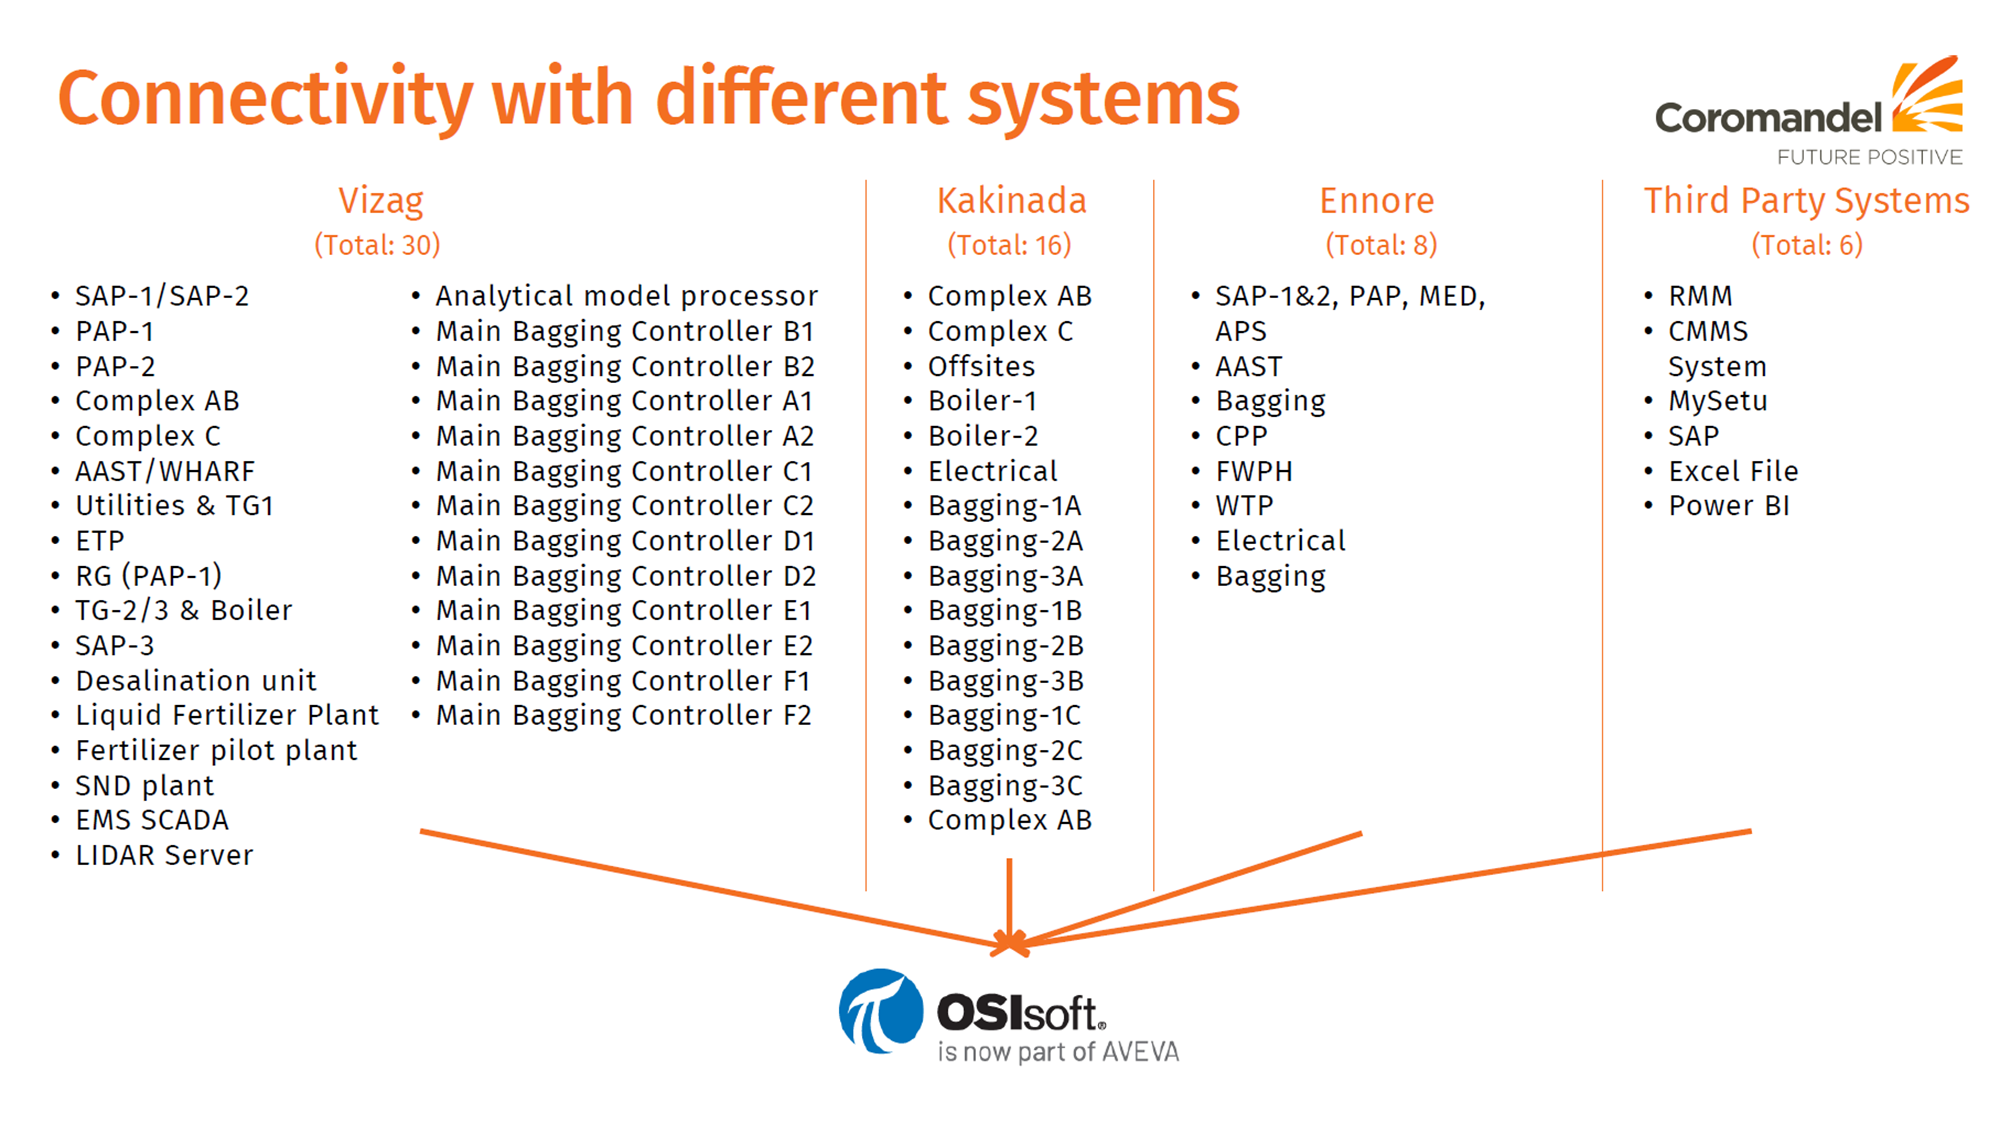 Connectivity with different systems
Coromandel
FUTURE POSITIVE
Vizag
(Total: 30)
• SAP-1/SAP-2
• PAP-1
• PAP-2
• Complex AB
• Complex C
• AAST/WHARF
• Utilities & TG1
• ETP
• RG (PAP-1)
• TG-2/3 & Boiler
• SAP-3
• Desalination unit
• Liquid Fertilizer Plant
• Fertilizer pilot plant
• SND plant
• EMS SCADA
• LIDAR Server
• Analytical model processor
• Main Bagging Controller B1
• Main Bagging Controller B2
• Main Bagging Controller A1
• Main Bagging Controller A2
• Main Bagging Controller C1
• Main Bagging Controller C2
• Main Bagging Controller D1
• Main Bagging Controller D2
• Main Bagging Controller E1
• Main Bagging Controller E2
• Main Bagging Controller F1
• Main Bagging Controller F2
Kakinada
(Total: 16)
• Complex AB
• Complex C
• Offsites
• Boiler-1
• Boiler-2
• Electrical
• Bagging-1A
• Bagging-2A
• Bagging-3A
• Bagging-1B
• Bagging-2B
• Bagging-3B
• Bagging-1C
• Bagging-2C
• Bagging-3C
• Complex AB
Ennore
(Total: 8)
• SAP-1&2, PAP, MED,
APS
• AAST
• Bagging
• CPP
• FWPH
• WTP
• Electrical
• Bagging
Third Party Systems
(Total: 6)
• RMM
• CMMS
System
• MySetu
• SAP
• Excel File
• Power BI
OSIsoft®
is now part of AVEVA